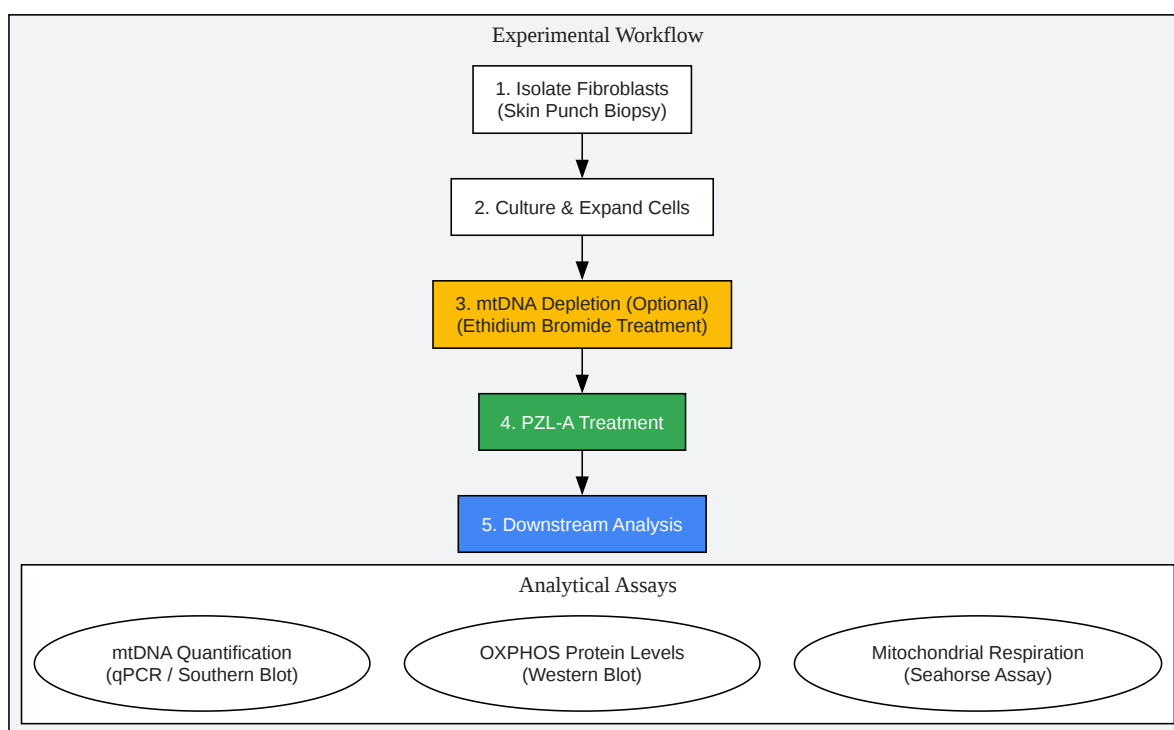 Experimental Workflow
1. Isolate Fibroblasts
(Skin Punch Biopsy)
2. Culture & Expand Cells
3. mtDNA Depletion (Optional)
(Ethidium Bromide Treatment)
4. PZL-A Treatment
5. Downstream Analysis
Analytical Assays
mtDNA Quantification
(qPCR / Southern Blot)
OXPHOS Protein Levels
(Western Blot)
Mitochondrial Respiration
(Seahorse Assay)